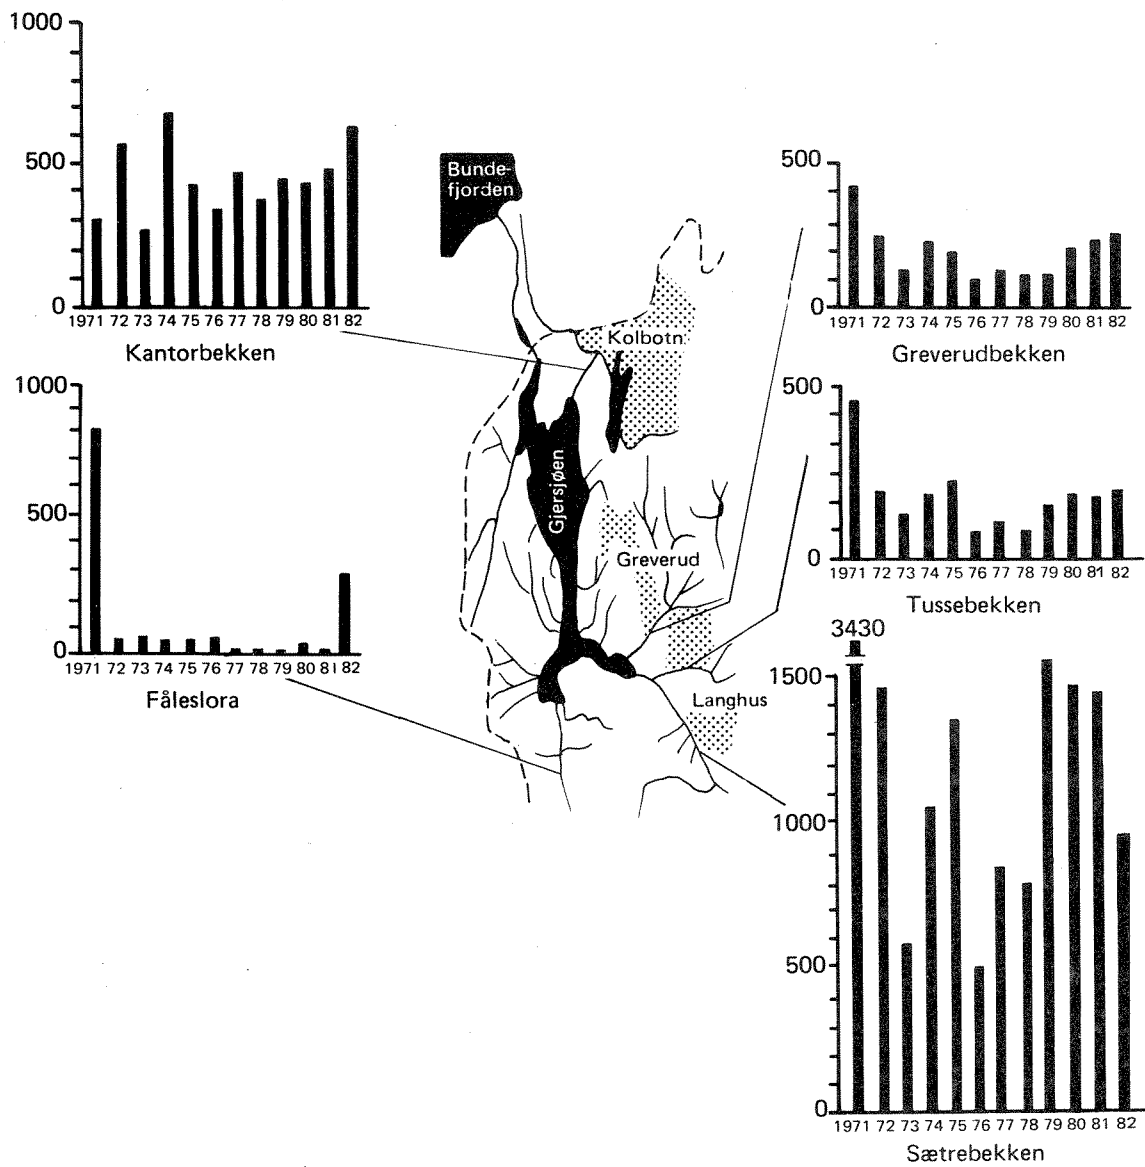 1000
500
0
1971 72 73 74 75 76 77 78 79 80 81 82
Kantorbekken
1000
500
0
1971 72 73 74 75 76 77 78 79 80 81 82
Fåleslora
Bunde-
fjorden
Kolbotn
Gjersjøen
Greverud
Langhus
500
0
1971 72 73 74 75 76 77 78 79 80 81 82
Greverudbekken
500
0
1971 72 73 74 75 76 77 78 79 80 81 82
Tussebekken
3430
1500
1000
500
0
1971 72 73 74 75 76 77 78 79 80 81 82
Sætrebekken